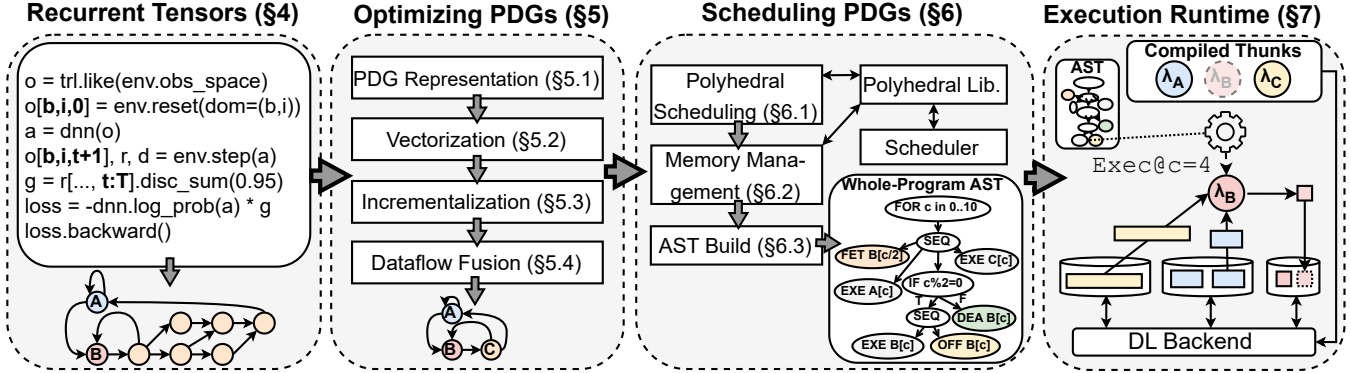 Recurrent Tensors (§4)
o = trl.like(env.obs_space)
o[b,i,0] = env.reset(dom=(b,i))
a = dnn(o)
o[b,i,t+1], r, d = env.step(a)
g = r[..., t:T].disc_sum(0.95)
loss = -dnn.log_prob(a) * g
loss.backward()
A
B
Optimizing PDGs (§5)
PDG Representation (§5.1)
Vectorization (§5.2)
Incrementalization (§5.3)
Dataflow Fusion (§5.4)
A
B C
Scheduling PDGs (§6)
Polyhedral
Scheduling (§6.1)
Memory Mana-
gement (§6.2)
AST Build (§6.3)
Polyhedral Lib.
Scheduler
Whole-Program AST
FOR c in 0..10
SEQ
FET B[c/2]
EXE C[c]
EXE A[c]
IF c%2=0
T F
SEQ
DEA B[c]
EXE B[c]
OFF B[c]
Execution Runtime (§7)
AST
Compiled Thunks
λA λB λC
Exec@c=4
λB
DL Backend